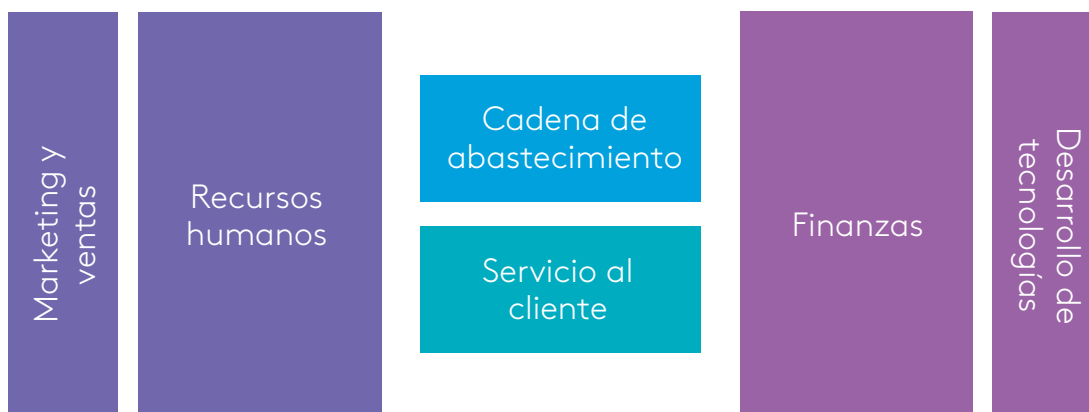 Marketing y
ventas
Recursos
humanos
Cadena de
abastecimiento
Servicio al
cliente
Finanzas
Desarrollo de
tecnologías